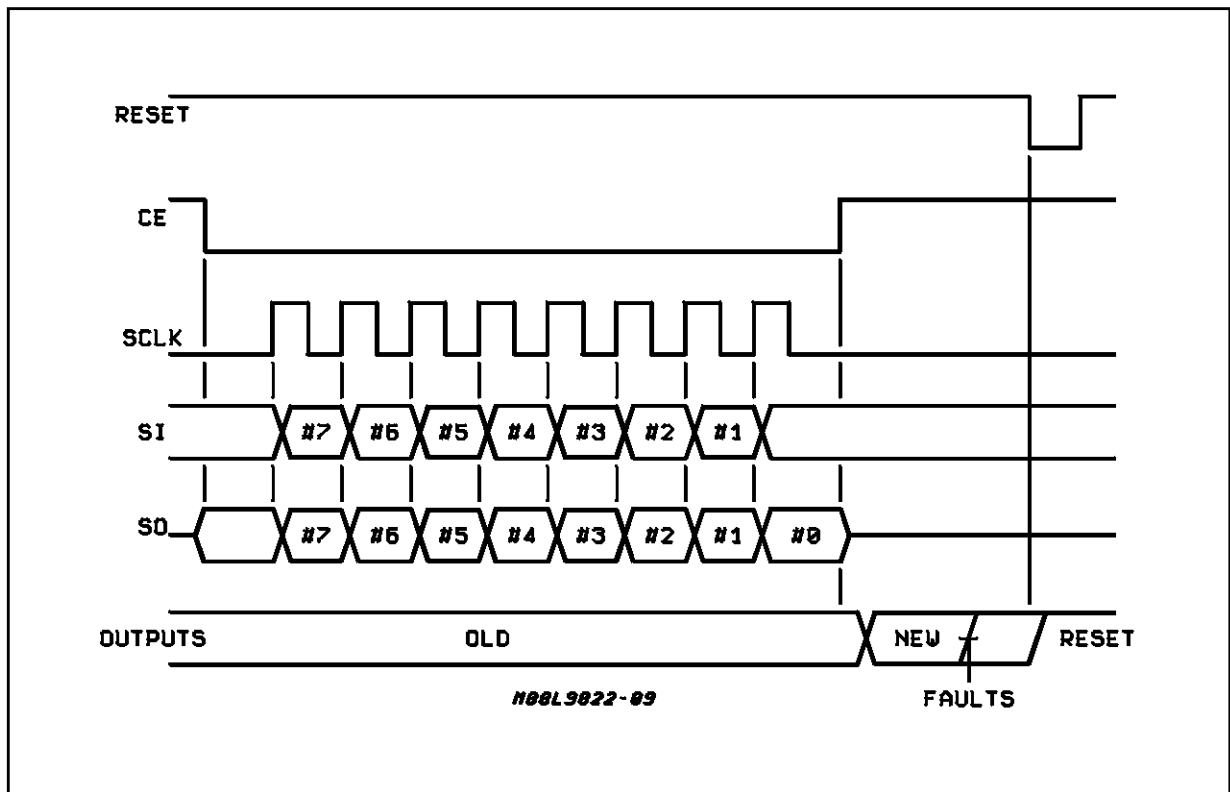 RESET
CE
SCLK
SI #7 #6 #5 #4 #3 #2 #1
SO #7 #6 #5 #4 #3 #2 #1 #0
OUTPUTS OLD NEW RESET
FAULTS
M00L9822-09